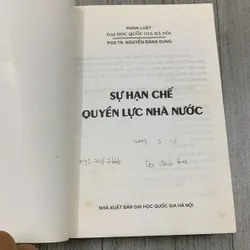 KHOA LUẬT
ĐẠI HỌC QUỐC GIA HÀ NỘI
PGS.TS. NGUYỄN ĐĂNG DUNG
SỰ HẠN CHẾ
QUYỀN LỰC NHÀ NƯỚC
NHÀ XUẤT BẢN ĐẠI HỌC QUỐC GIA HÀ NỘI